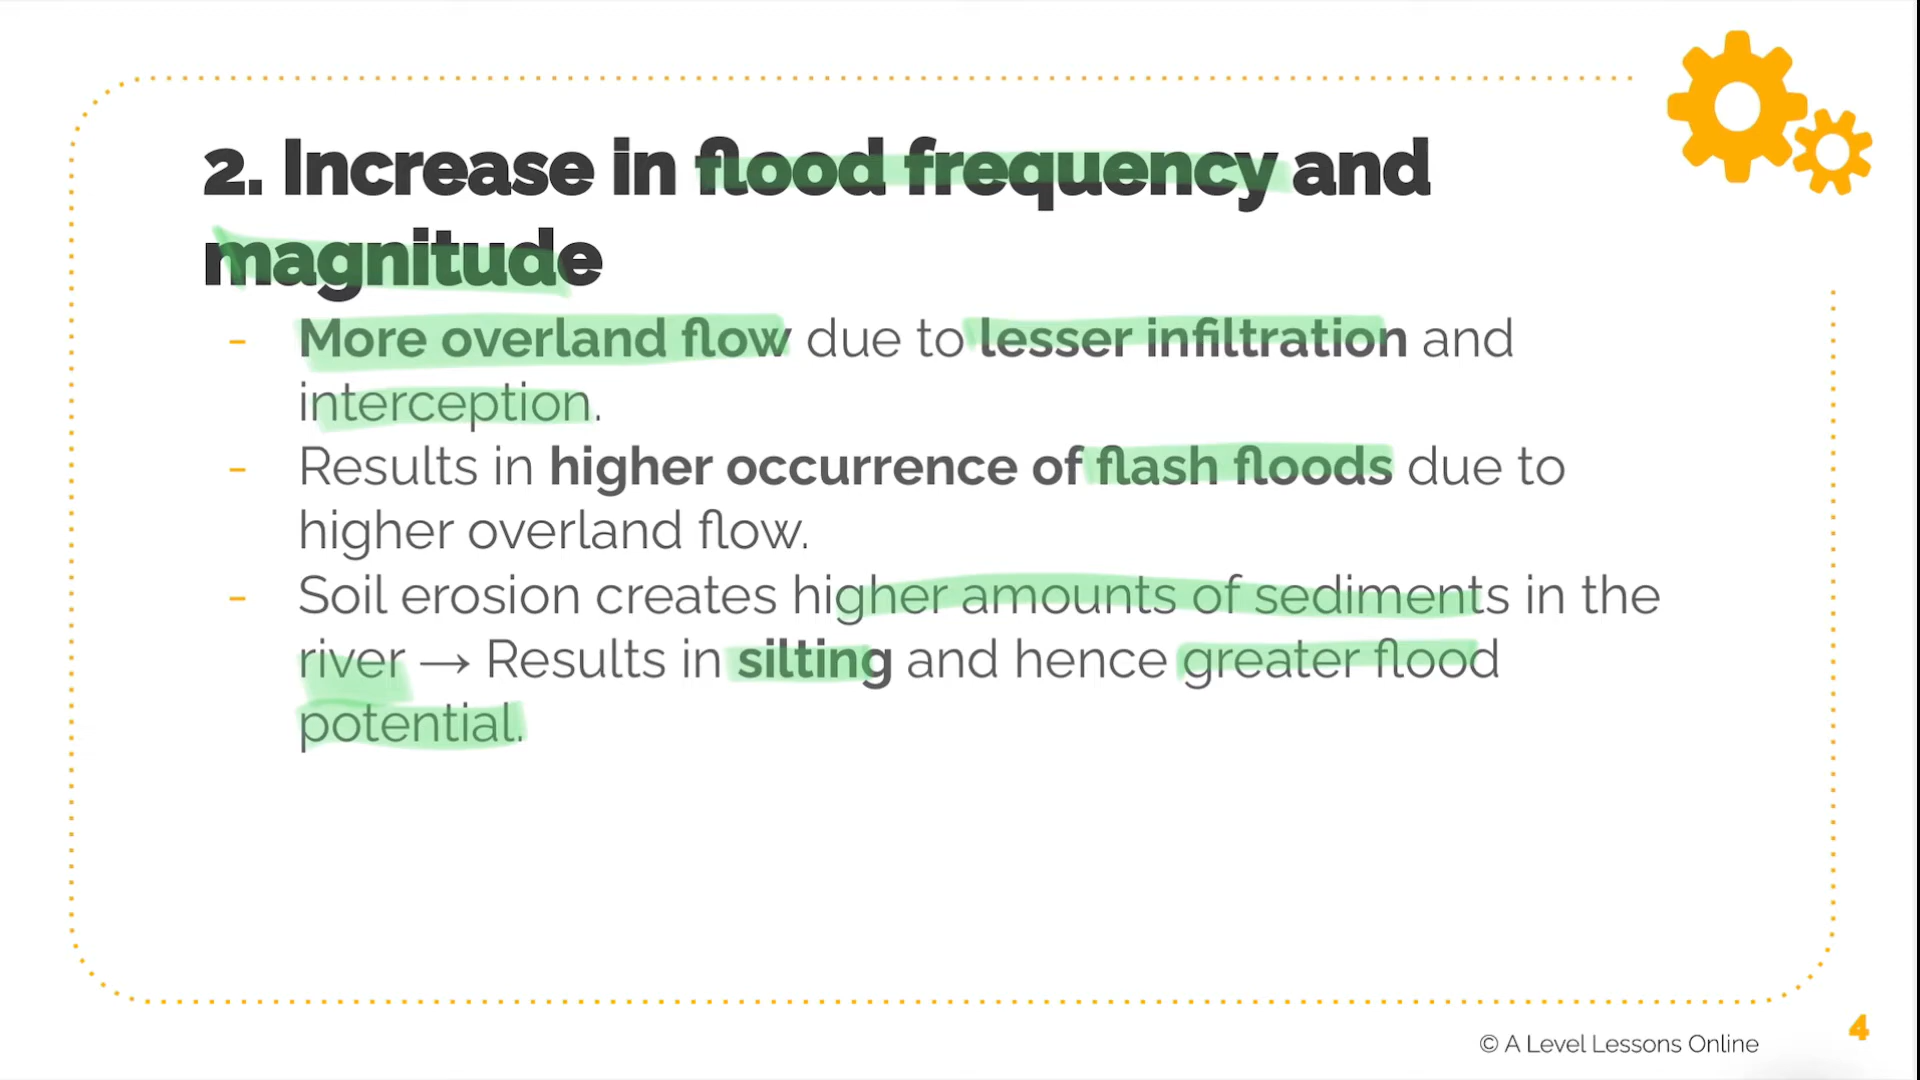 2. Increase in flood frequency and
magnitude
- More overland flow due to lesser infiltration and
interception.
- Results in higher occurrence of flash floods due to
higher overland flow.
- Soil erosion creates higher amounts of sediments in the
river → Results in silting and hence greater flood
potential.
© A Level Lessons Online
4